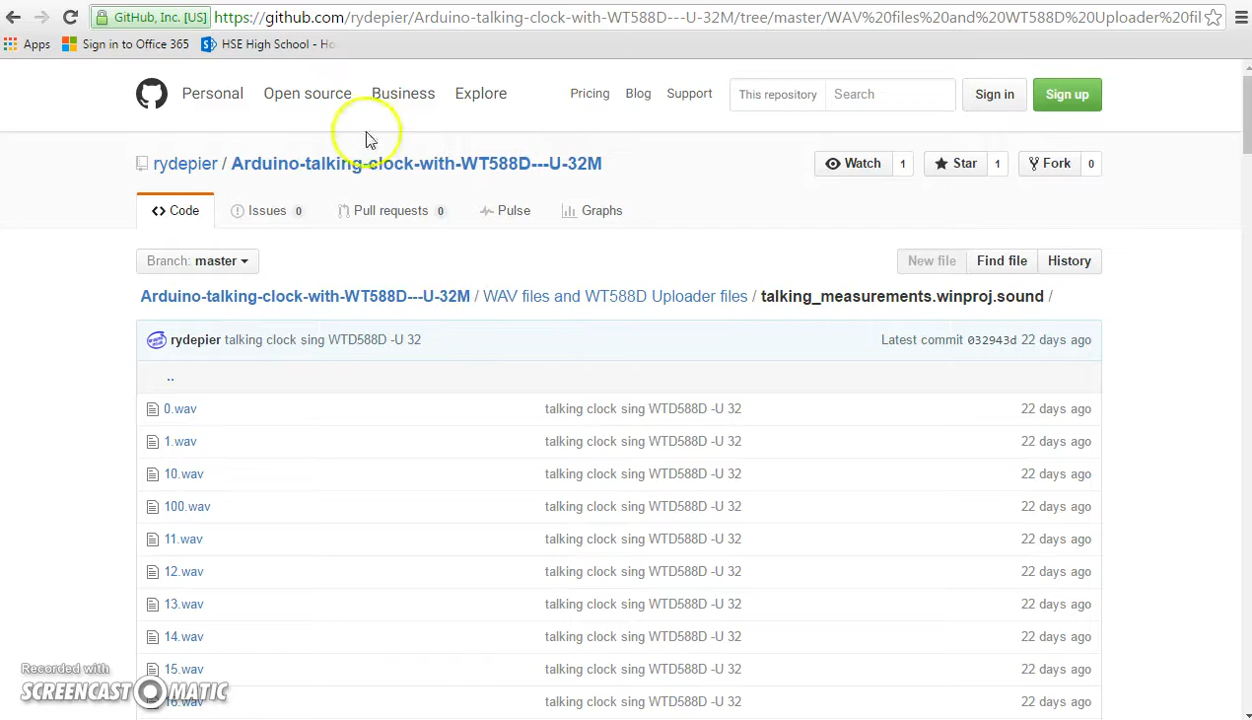 GitHub, Inc. [US] https://github.com/rydepier/Arduino-talking-clock-with-WT588D---U-32M/tree/master/WAV%20files%20and%20WT588D%20Uploader%20fil
Apps Sign in to Office 365 HSE High School - Ho
Personal Open source Business Explore Pricing Blog Support This repository Search Sign in Sign up
rydepier / Arduino-talking-clock-with-WT588D---U-32M Watch 1 Star 1 Fork 0
Code Issues 0 Pull requests 0 Pulse Graphs
Branch: master New file Find file History
Arduino-talking-clock-with-WT588D---U-32M / WAV files and WT588D Uploader files / talking_measurements.winproj.sound /
rydepier talking clock sing WTD588D -U 32 Latest commit 032943d 22 days ago
..
0.wav talking clock sing WTD588D -U 32 22 days ago
1.wav talking clock sing WTD588D -U 32 22 days ago
10.wav talking clock sing WTD588D -U 32 22 days ago
100.wav talking clock sing WTD588D -U 32 22 days ago
11.wav talking clock sing WTD588D -U 32 22 days ago
12.wav talking clock sing WTD588D -U 32 22 days ago
13.wav talking clock sing WTD588D -U 32 22 days ago
14.wav talking clock sing WTD588D -U 32 22 days ago
15.wav talking clock sing WTD588D -U 32 22 days ago
16.wav talking clock sing WTD588D -U 32 22 days ago
Recorded with
SCREENCAST MATIC